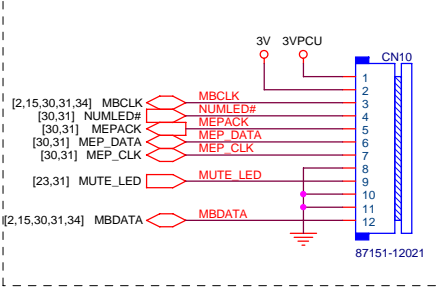 3V 3VPCU
CN10
1
2
[2,15,30,31,34] MBCLK MBCLK 3
[30,31] NUMLED# NUMLED# 4
[30,31] MEPACK MEPACK 5
[30,31] MEP_DATA MEP_DATA 6
[30,31] MEP_CLK MEP_CLK 7
8
[23,31] MUTE_LED MUTE_LED 9
10
11
[2,15,30,31,34] MBDATA MBDATA 12
87151-12021